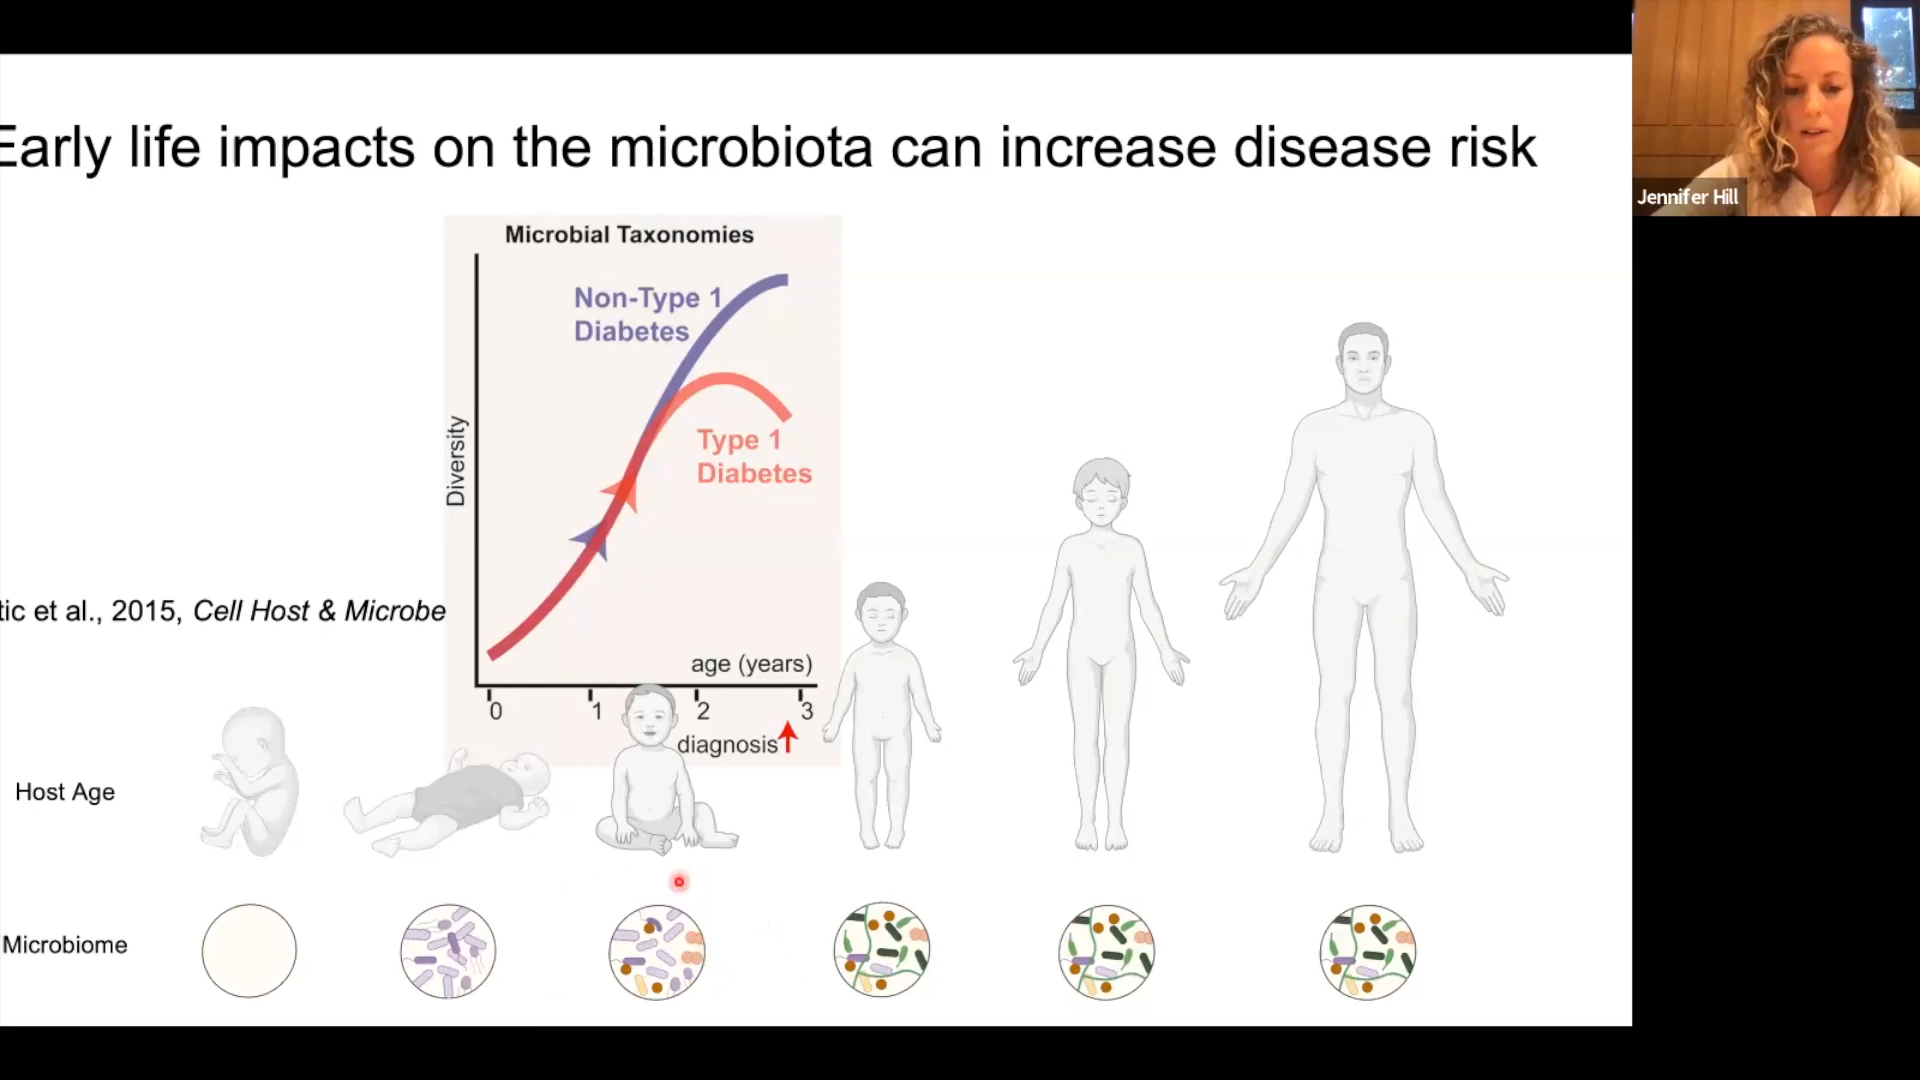 Early life impacts on the microbiota can increase disease risk
Jennifer Hill
Microbial Taxonomies
Non-Type 1
Diabetes
Type 1
Diabetes
Diversity
age (years)
0 1 2 3
diagnosis
tic et al., 2015, Cell Host & Microbe
Host Age
Microbiome